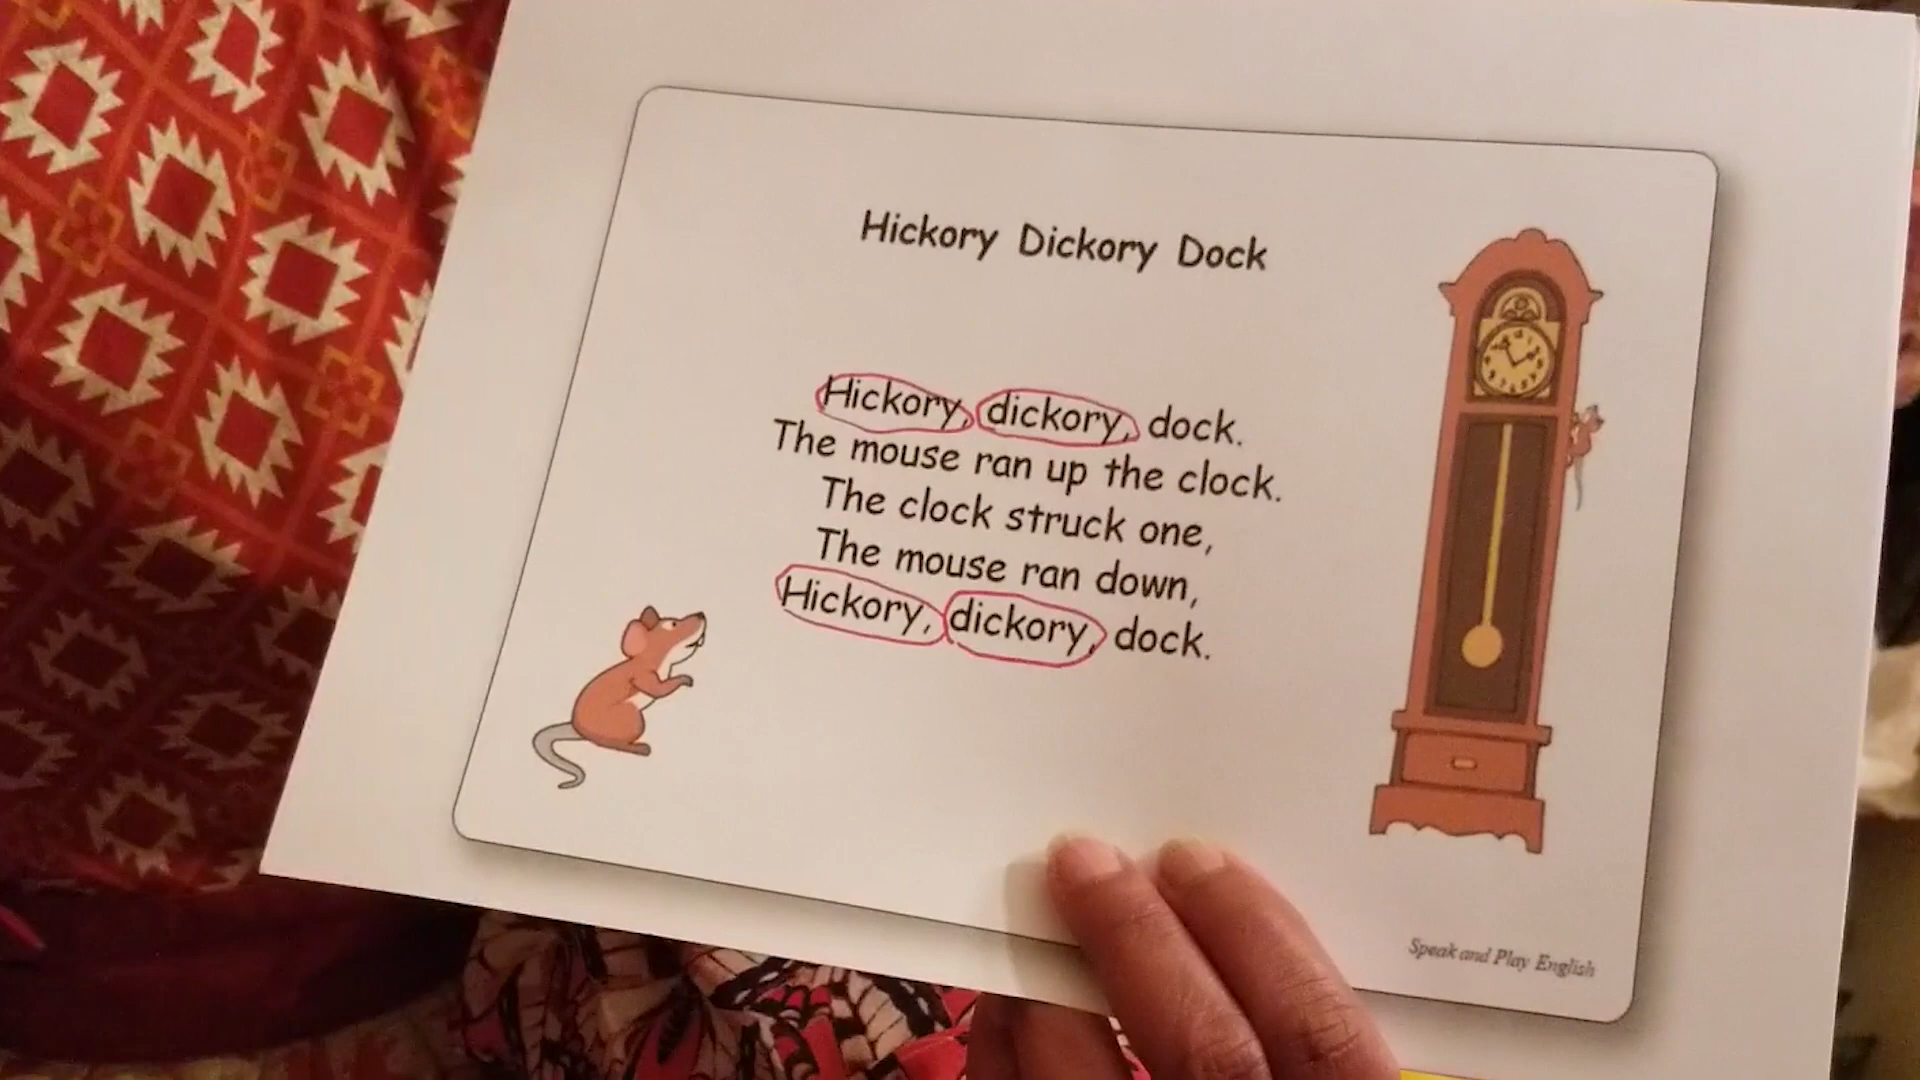 Hickory Dickory Dock
Hickory, dickory, dock.
The mouse ran up the clock.
The clock struck one,
The mouse ran down,
Hickory, dickory, dock.
Speak and Play English